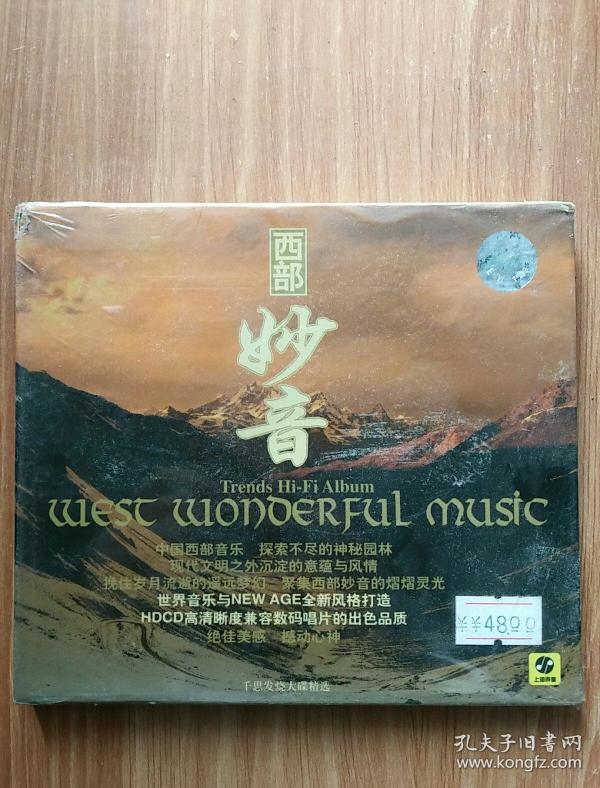 西部
妙音
Trends Hi-Fi Album
West Wonderful Music
中国西部音乐 探索不尽的神秘园林
现代文明之外沉淀的意蕴与风情
挽住岁月流逝的遥远梦幻 聚集西部妙音的熠熠灵光
世界音乐与NEW AGE全新风格打造
HDCD高清晰度兼容数码唱片的出色品质
绝佳美感 撼动心神
¥¥48.00
上海声像
千思发烧大碟精选
孔夫子旧书网
www.kongfz.com